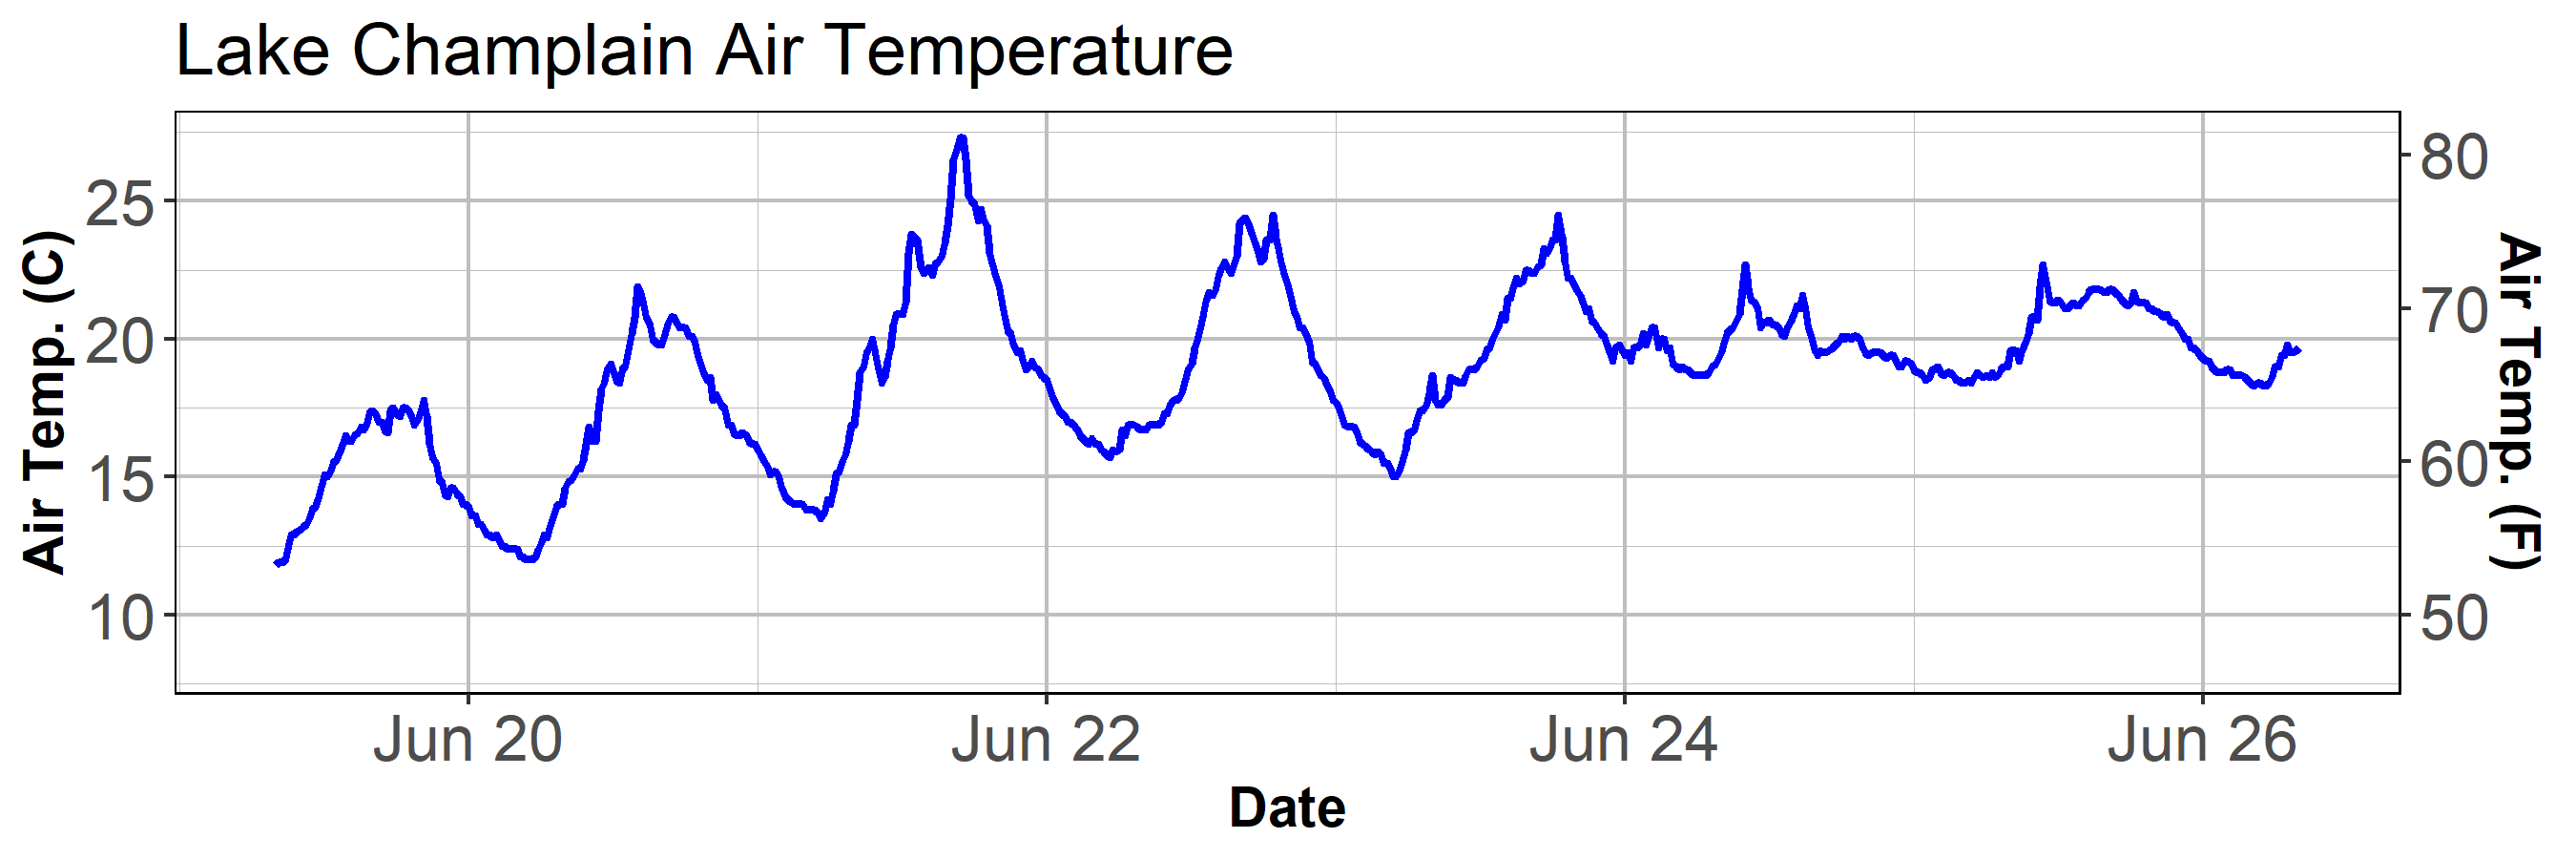 Lake Champlain Air Temperature
Air Temp. (C)
25
20
15
10
80
70
60
50
Air Temp. (F)
Jun 20
Jun 22
Jun 24
Jun 26
Date